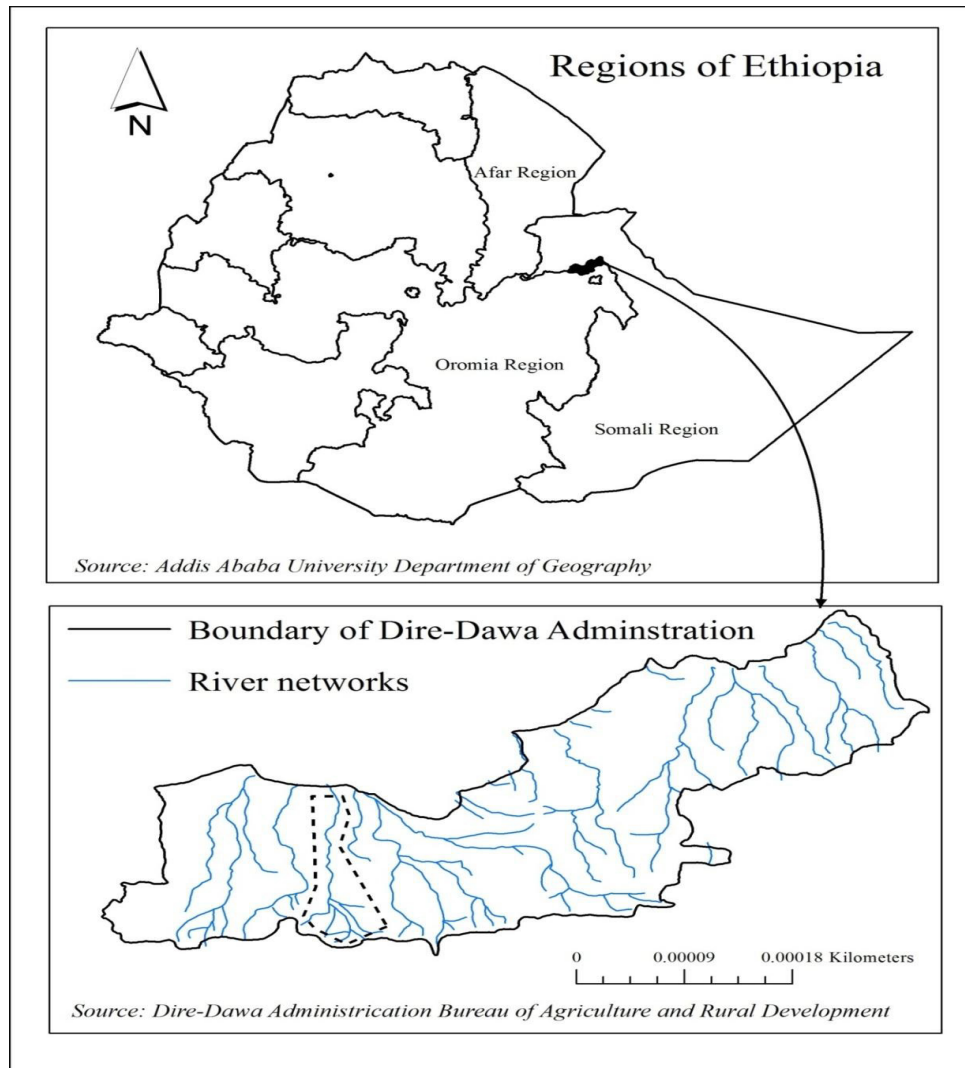 Regions of Ethiopia
N
Afar Region
Oromia Region
Somali Region
Source: Addis Ababa University Department of Geography
Boundary of Dire-Dawa Adminstration
River networks
0 0.00009 0.00018 Kilometers
Source: Dire-Dawa Administrication Bureau of Agriculture and Rural Development